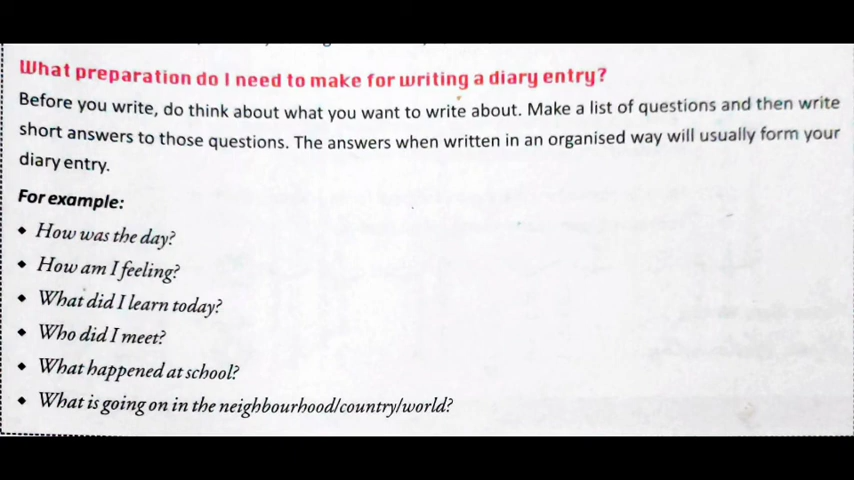 What preparation do I need to make for writing a diary entry?
Before you write, do think about what you want to write about. Make a list of questions and then write
short answers to those questions. The answers when written in an organised way will usually form your
diary entry.
For example:
◆ How was the day?
◆ How am I feeling?
◆ What did I learn today?
◆ Who did I meet?
◆ What happened at school?
◆ What is going on in the neighbourhood/country/world?